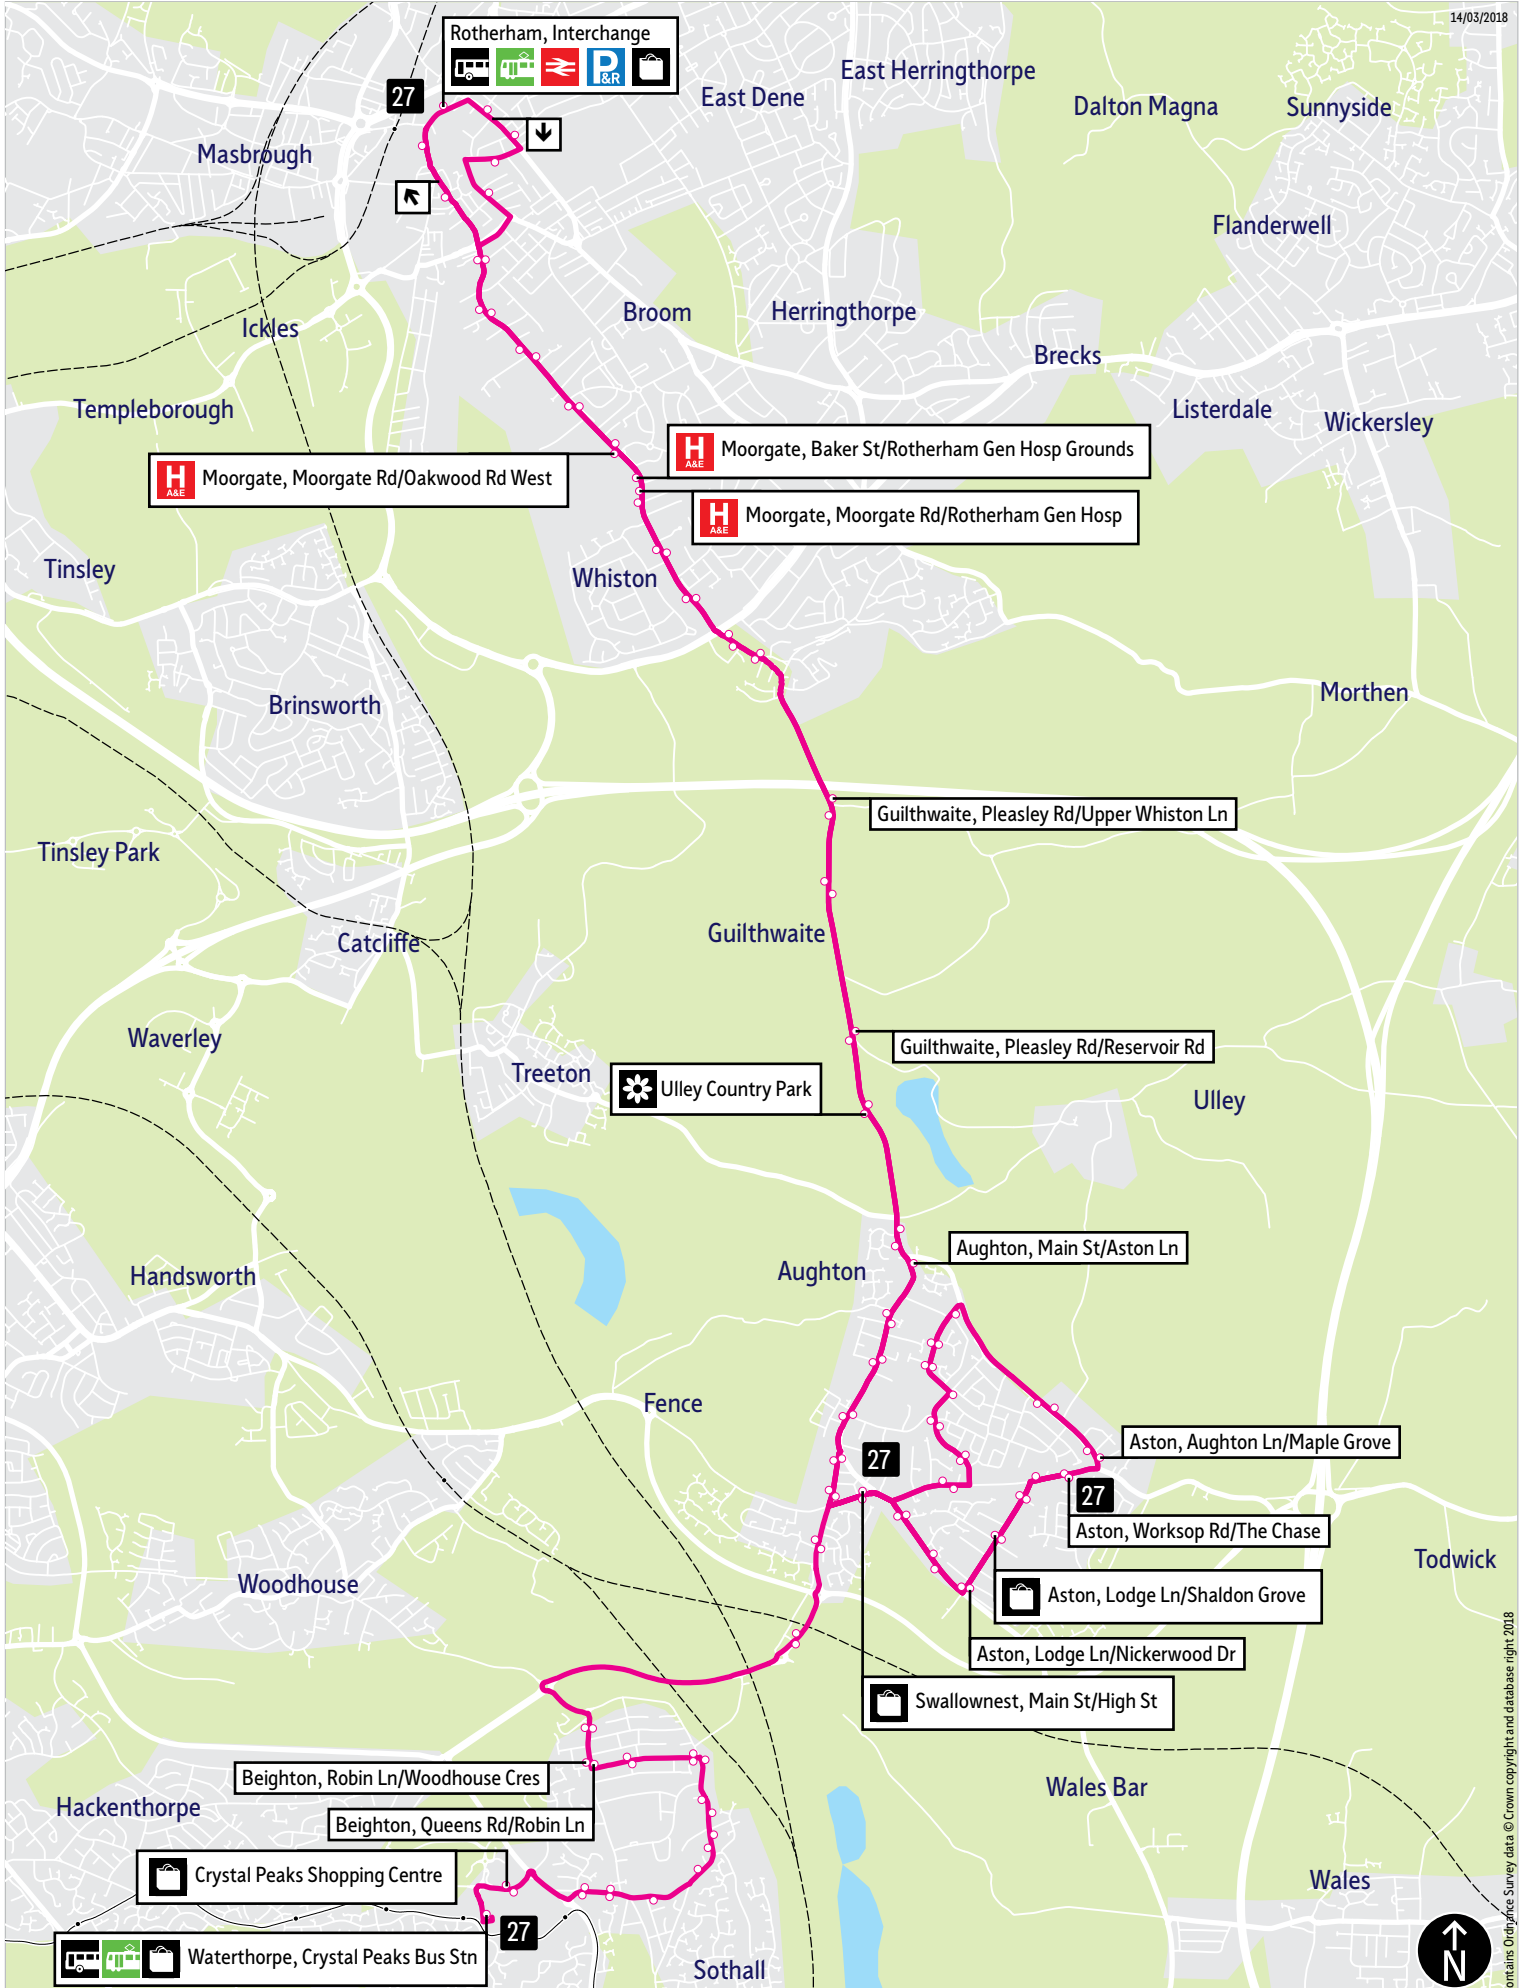 14/03/2018
Rotherham, Interchange
P&R
27
East Herringthorpe
East Dene
Dalton Magna
Sunnyside
Masbrough
Flanderwell
Broom
Herringthorpe
Ickles
Brecks
Templeborough
Listerdale
Wickersley
H A&E Moorgate, Baker St/Rotherham Gen Hosp Grounds
H A&E Moorgate, Moorgate Rd/Oakwood Rd West
H A&E Moorgate, Moorgate Rd/Rotherham Gen Hosp
Tinsley
Whiston
Brinsworth
Morthen
Guilthwaite, Pleasley Rd/Upper Whiston Ln
Tinsley Park
Guilthwaite
Catcliffe
Waverley
Guilthwaite, Pleasley Rd/Reservoir Rd
Treeton
Ulley Country Park
Ulley
Aughton, Main St/Aston Ln
Handsworth
Aughton
Fence
Aston, Aughton Ln/Maple Grove
27
27
Aston, Worksop Rd/The Chase
Todwick
Woodhouse
Aston, Lodge Ln/Shaldon Grove
Aston, Lodge Ln/Nickerwood Dr
Swallownest, Main St/High St
Beighton, Robin Ln/Woodhouse Cres
Wales Bar
Hackenthorpe
Beighton, Queens Rd/Robin Ln
Crystal Peaks Shopping Centre
Wales
27
Waterthorpe, Crystal Peaks Bus Stn
Sothall
N
ontains Ordnance Survey data © Crown copyright and database right 2018